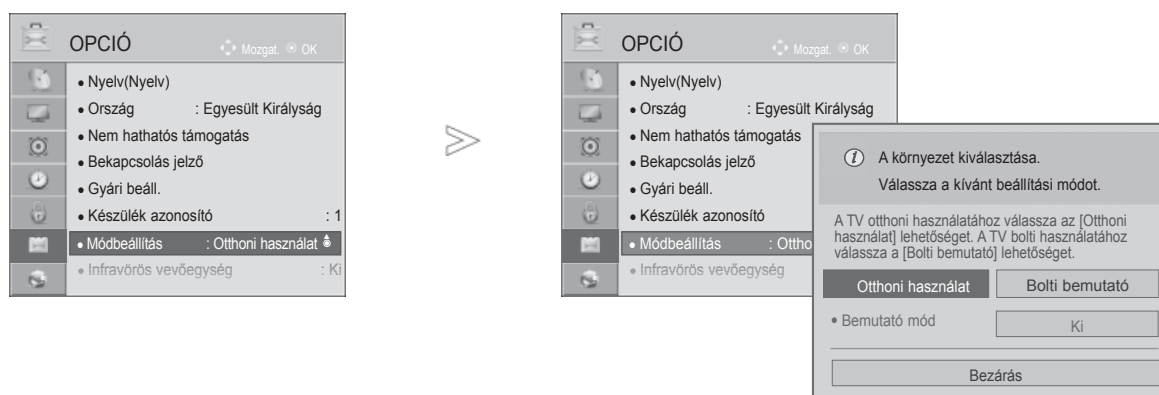 OPCIÓ
Mozgat. OK
• Nyelv(Nyelv)
• Ország : Egyesült Királyság
• Nem hathatós támogatás
• Bekapcsolás jelző
• Gyári beáll.
• Készülék azonosító : 1
• Módbeállítás : Otthoni használat
• Infravörös vevőegység : Ki
OPCIÓ
Mozgat. OK
• Nyelv(Nyelv)
• Ország : Egyesült Királyság
• Nem hathatós támogatás
• Bekapcsolás jelző
• Gyári beáll.
• Készülék azonosító
• Módbeállítás : Ottho
• Infravörös vevőegység
i A környezet kiválasztása.
Válassza a kívánt beállítási módot.
A TV otthoni használatához válassza az [Otthoni
használat] lehetőséget. A TV bolti használatához
válassza a [Bolti bemutató] lehetőséget.
Otthoni használat Bolti bemutató
• Bemutató mód Ki
Bezárás